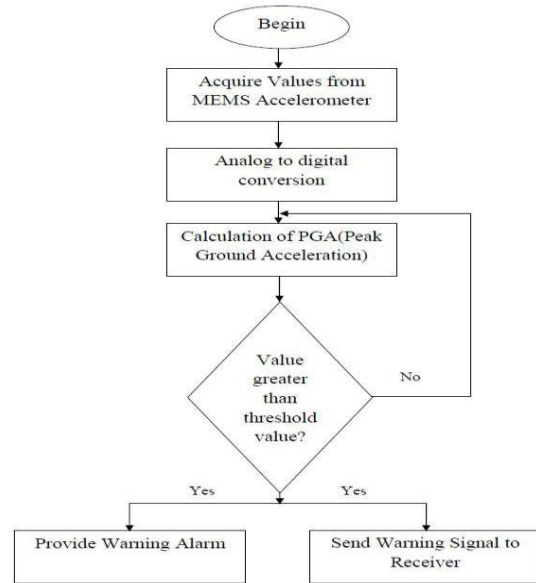 Begin
Acquire Values from
MEMS Accelerometer
Analog to digital
conversion
Calculation of PGA(Peak
Ground Acceleration)
Value
greater
than
threshold
value?
No
Yes
Yes
Provide Warning Alarm
Send Warning Signal to
Receiver